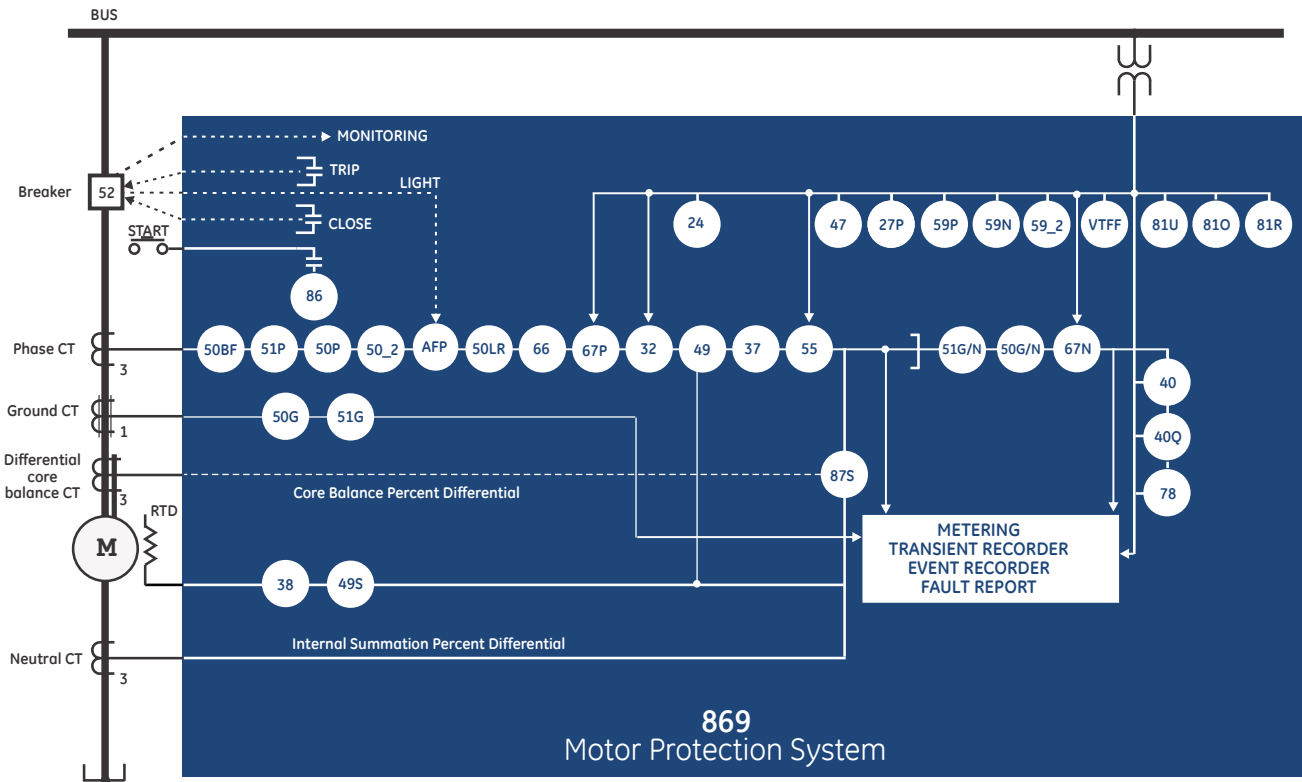 BUS
MONITORING
TRIP
LIGHT
Breaker
52
CLOSE
START
24
47
27P
59P
59N
59_2
VTFF
81U
81O
81R
86
Phase CT
3
50BF
51P
50P
50_2
AFP
50LR
66
67P
32
49
37
55
51G/N
50G/N
67N
40
Ground CT
1
50G
51G
40Q
Differential
core
balance CT
3
87S
78
Core Balance Percent Differential
RTD
M
METERING
TRANSIENT RECORDER
EVENT RECORDER
FAULT REPORT
38
49S
Internal Summation Percent Differential
Neutral CT
3
869
Motor Protection System